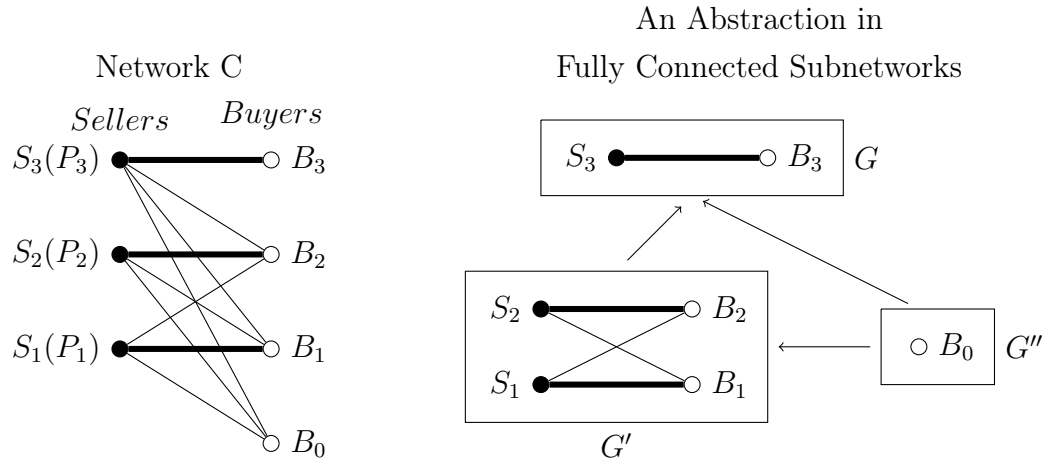 Network C
Sellers
Buyers
S₃(P₃)
B₃
S₂(P₂)
B₂
S₁(P₁)
B₁
B₀
An Abstraction in
Fully Connected Subnetworks
S₃
B₃
G
S₂
B₂
S₁
B₁
G′
B₀
G″